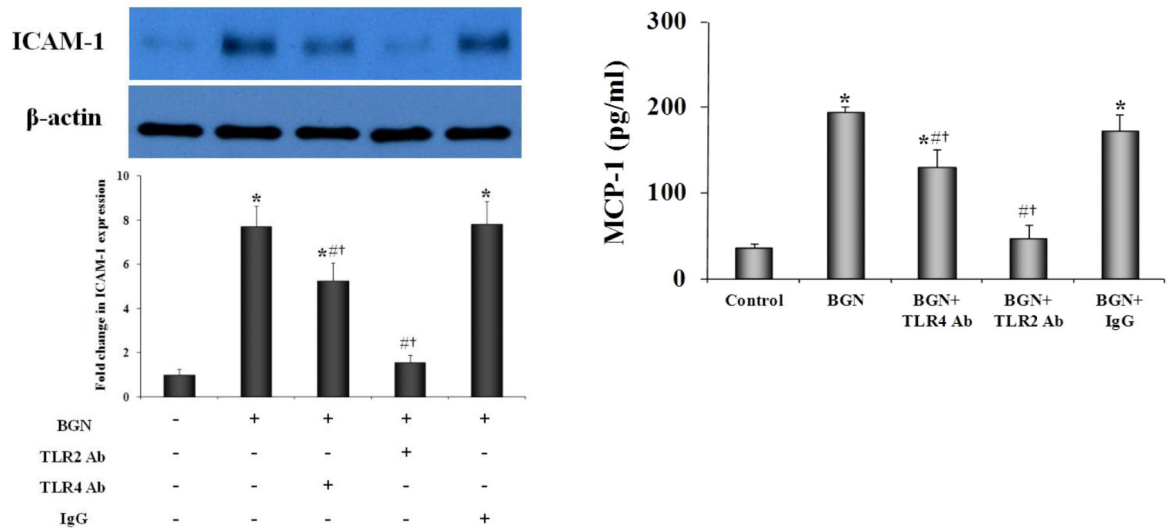 ICAM-1
β-actin
Fold change in ICAM-1 expression
10
8
6
4
2
0
*
*#†
#†
*
BGN - + + + +
TLR2 Ab - - - + -
TLR4 Ab - - + - -
IgG - - - - +
MCP-1 (pg/ml)
300
200
100
0
*
*#†
#†
*
Control BGN BGN+ BGN+ BGN+
TLR4 Ab TLR2 Ab IgG